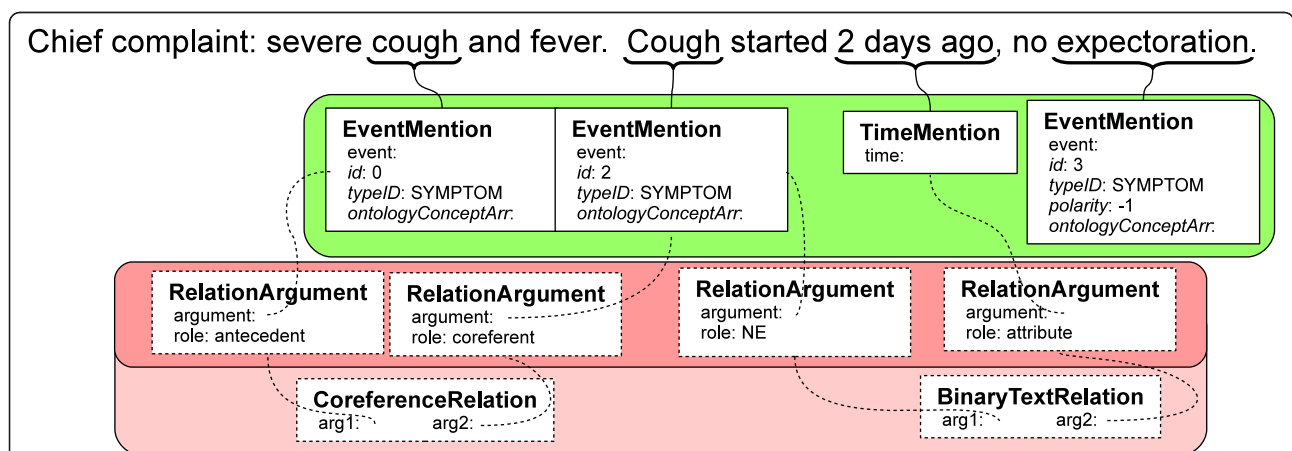 Chief complaint: severe cough and fever. Cough started 2 days ago, no expectoration.
EventMention
event:
id: 0
typeID: SYMPTOM
ontologyConceptArr:
EventMention
event:
id: 2
typeID: SYMPTOM
ontologyConceptArr:
TimeMention
time:
EventMention
event:
id: 3
typeID: SYMPTOM
polarity: -1
ontologyConceptArr:
RelationArgument
argument:
role: antecedent
RelationArgument
argument:
role: coreferent
RelationArgument
argument:
role: NE
RelationArgument
argument:
role: attribute
CoreferenceRelation
arg1: arg2:
BinaryTextRelation
arg1: arg2: